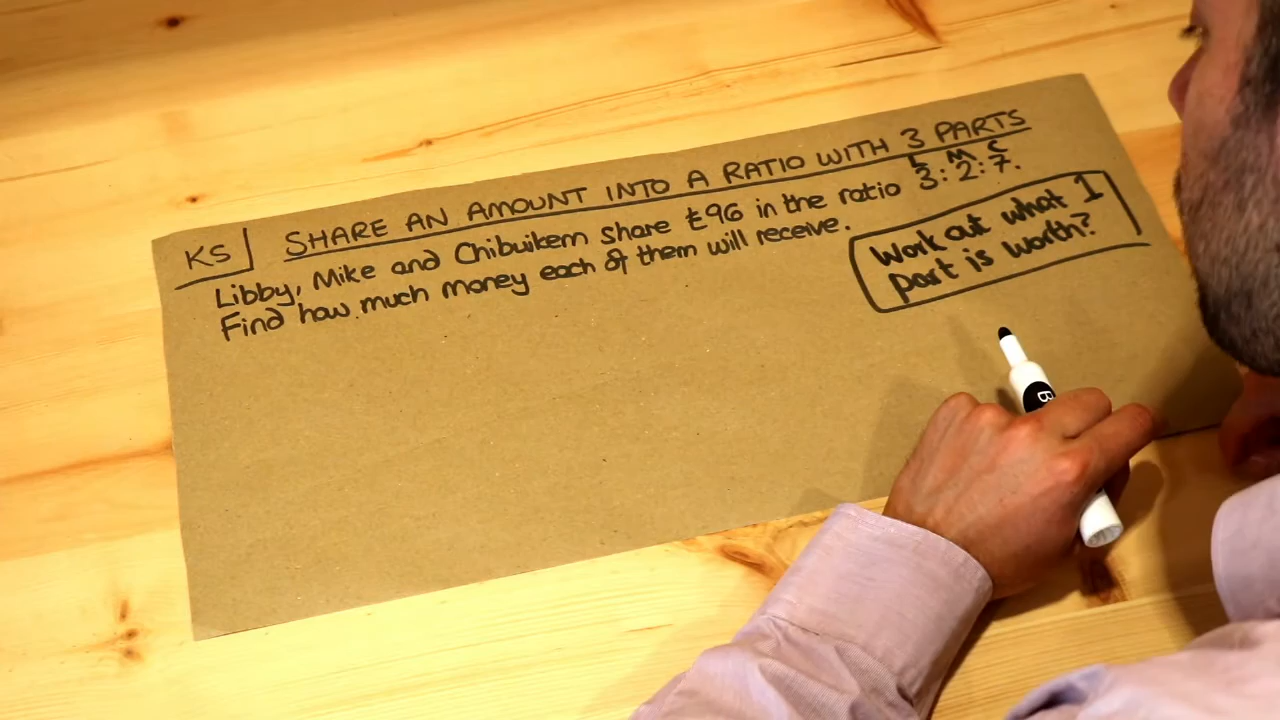 KS SHARE AN AMOUNT INTO A RATIO WITH 3 PARTS
L M C
Libby, Mike and Chibuikem share £96 in the ratio 3:2:7.
Find how much money each of them will receive.
Work out what 1
part is worth?
B